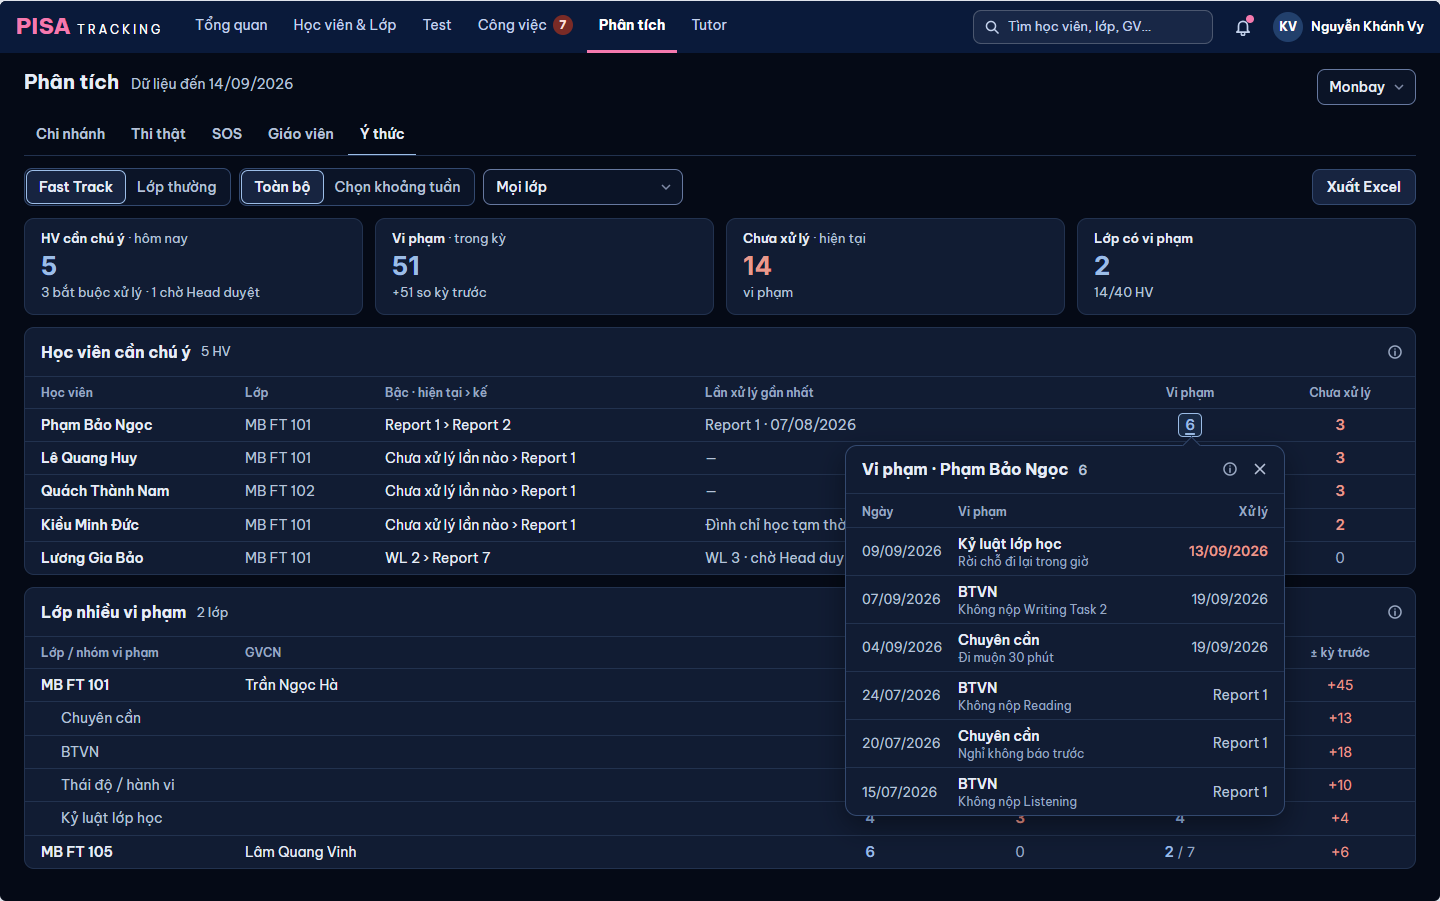 PISA TRACKING Tổng quan Học viên & Lớp Test Công việc 7 Phân tích Tutor Tìm học viên, lớp, GV... KV Nguyễn Khánh Vy
Phân tích Dữ liệu đến 14/09/2026 Monbay
Chi nhánh Thi thật SOS Giáo viên Ý thức
Fast Track Lớp thường Toàn bộ Chọn khoảng tuần Mọi lớp Xuất Excel
HV cần chú ý · hôm nay
5
3 bắt buộc xử lý · 1 chờ Head duyệt
Vi phạm · trong kỳ
51
+51 so kỳ trước
Chưa xử lý · hiện tại
14
vi phạm
Lớp có vi phạm
2
14/40 HV
Học viên cần chú ý 5 HV
Học viên Lớp Bậc · hiện tại › kế Lần xử lý gần nhất Vi phạm Chưa xử lý
Phạm Bảo Ngọc MB FT 101 Report 1 › Report 2 Report 1 · 07/08/2026 6 3
Lê Quang Huy MB FT 101 Chưa xử lý lần nào › Report 1 — 3
Quách Thành Nam MB FT 102 Chưa xử lý lần nào › Report 1 — 3
Kiều Minh Đức MB FT 101 Chưa xử lý lần nào › Report 1 Đình chỉ học tạm thờ 2
Lương Gia Bảo MB FT 101 WL 2 › Report 7 WL 3 · chờ Head duy 0
Vi phạm · Phạm Bảo Ngọc 6
Ngày Vi phạm Xử lý
09/09/2026 Kỷ luật lớp học 13/09/2026
Rời chỗ đi lại trong giờ
07/09/2026 BTVN 19/09/2026
Không nộp Writing Task 2
04/09/2026 Chuyên cần 19/09/2026
Đi muộn 30 phút
24/07/2026 BTVN Report 1
Không nộp Reading
20/07/2026 Chuyên cần Report 1
Nghỉ không báo trước
15/07/2026 BTVN Report 1
Không nộp Listening
Lớp nhiều vi phạm 2 lớp
Lớp / nhóm vi phạm GVCN ± kỳ trước
MB FT 101 Trần Ngọc Hà +45
Chuyên cần +13
BTVN +18
Thái độ / hành vi +10
Kỷ luật lớp học 4 3 4 +4
MB FT 105 Lâm Quang Vinh 6 0 2 / 7 +6